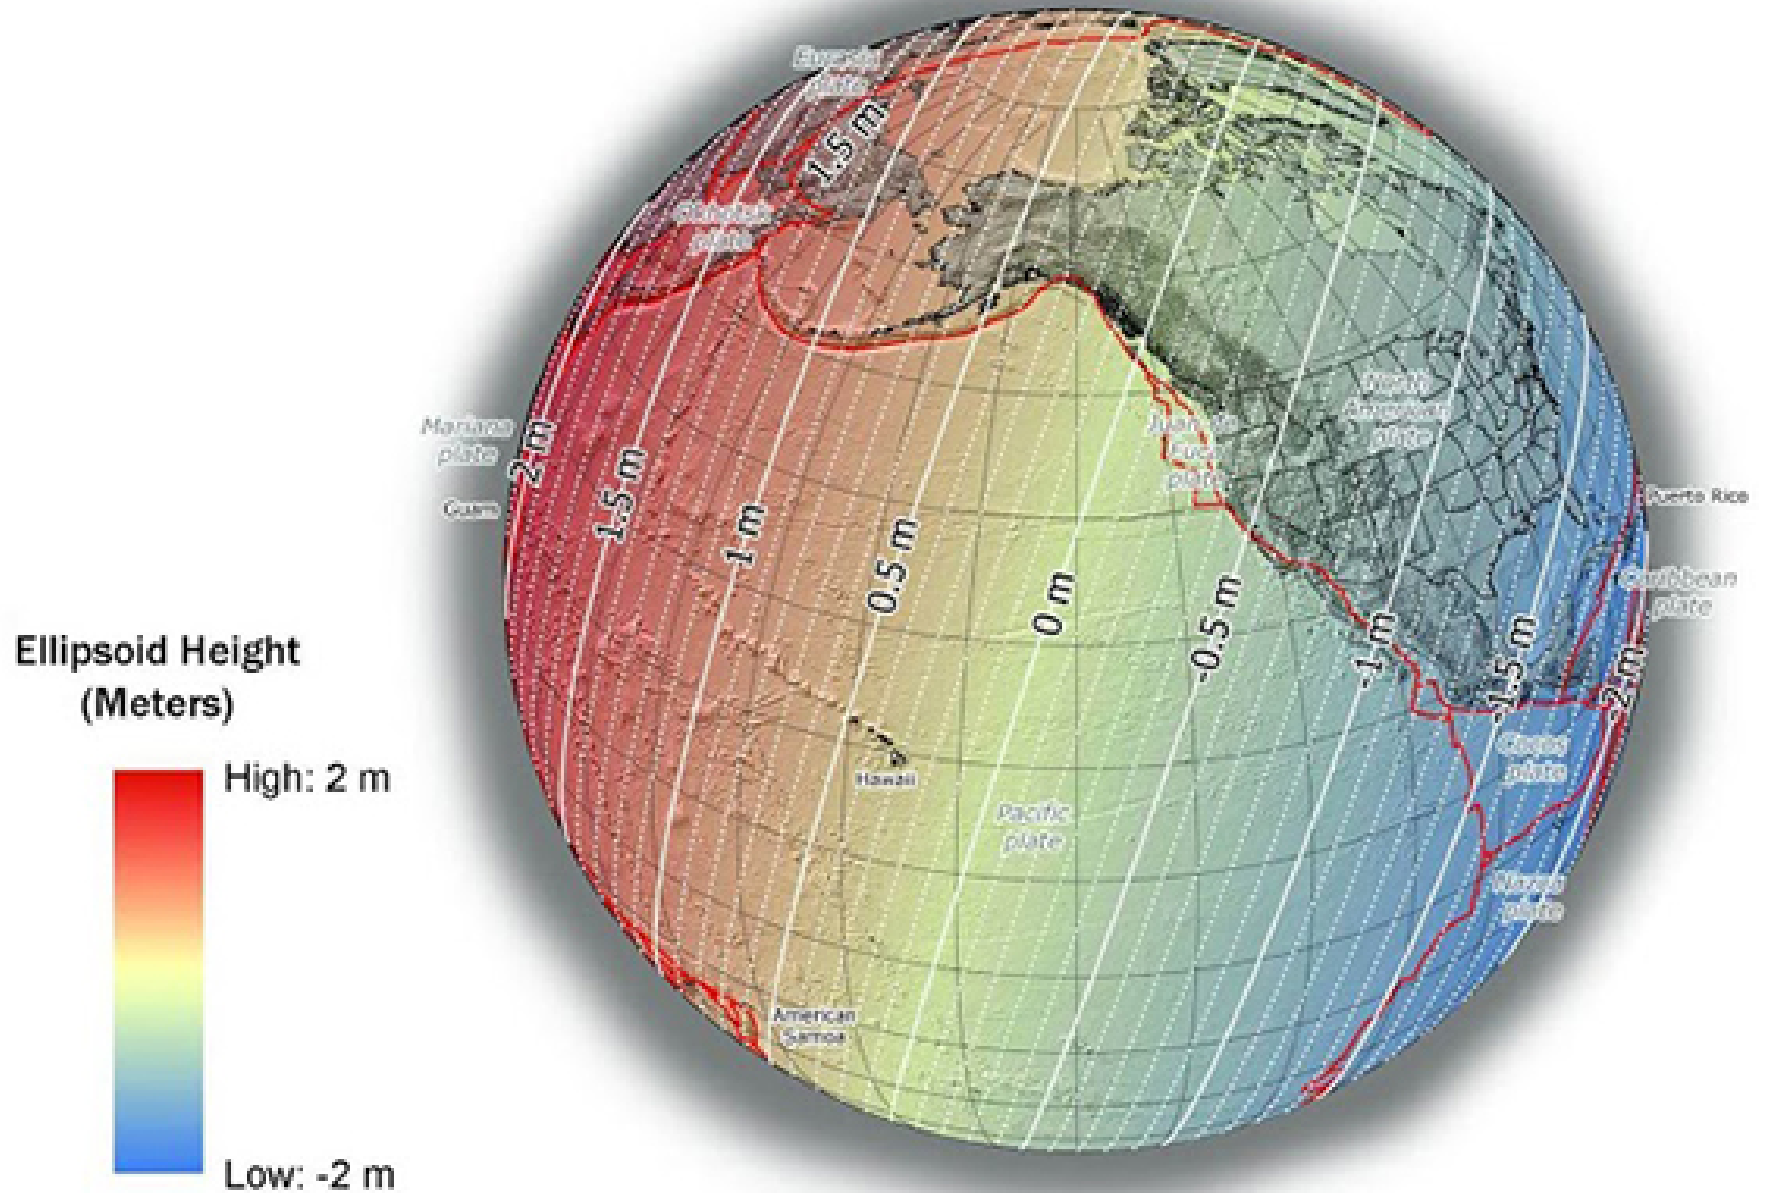 Eurasia
plate
1.5 m
Okhotsk
plate
North
American
plate
Mariana
plate
2 m
Juan de
Fuca
plate
1.5 m
Guam
Puerto Rico
1 m
0.5 m
0 m
-0.5 m
Caribbean
plate
-1 m
-1.5 m
-2 m
Ellipsoid Height
(Meters)
High: 2 m
Low: -2 m
Cocos
plate
Hawaii
Pacific
plate
Nazca
plate
American
Samoa